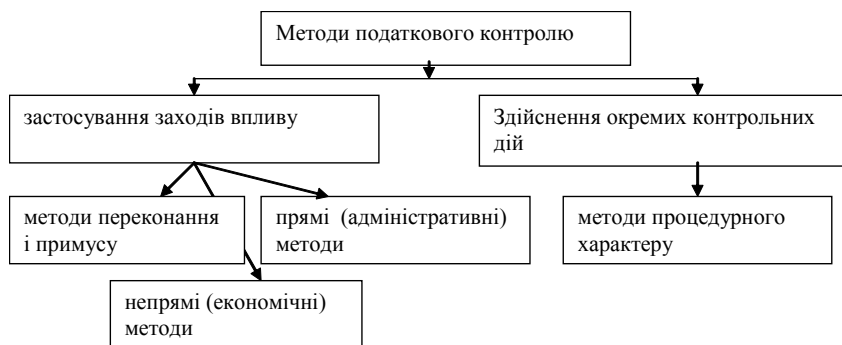 Методи податкового контролю
застосування заходів впливу
Здійснення окремих контрольних
дій
методи переконання
і примусу
прямі (адміністративні)
методи
методи процедурного
характеру
непрямі (економічні)
методи